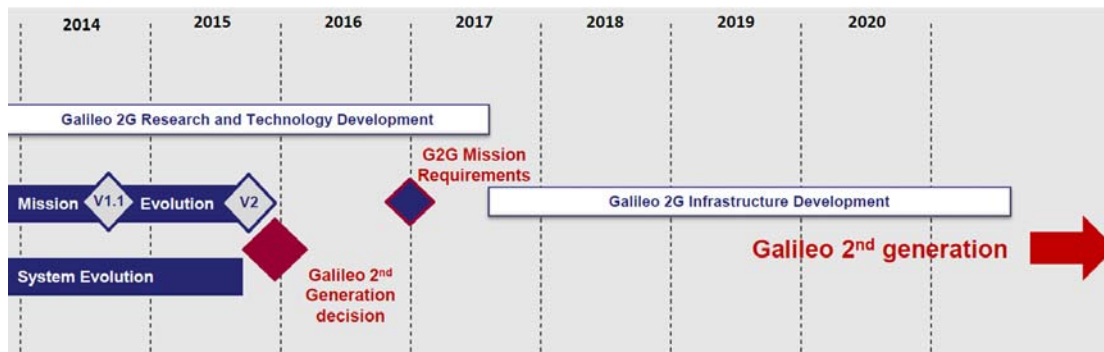 2014 2015 2016 2017 2018 2019 2020
Galileo 2G Research and Technology Development
G2G Mission
Requirements
Mission V1.1 Evolution V2
Galileo 2G Infrastructure Development
Galileo 2nd generation
System Evolution
Galileo 2nd
Generation
decision